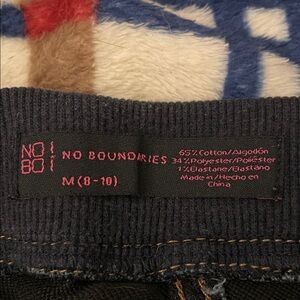 NO
BO
NO BOUNDARIES
M (8-10)
65% Cotton/Algodón
34% Polyester/Poliéster
1% Elastane/Elastano
Made in/Hecho en
China